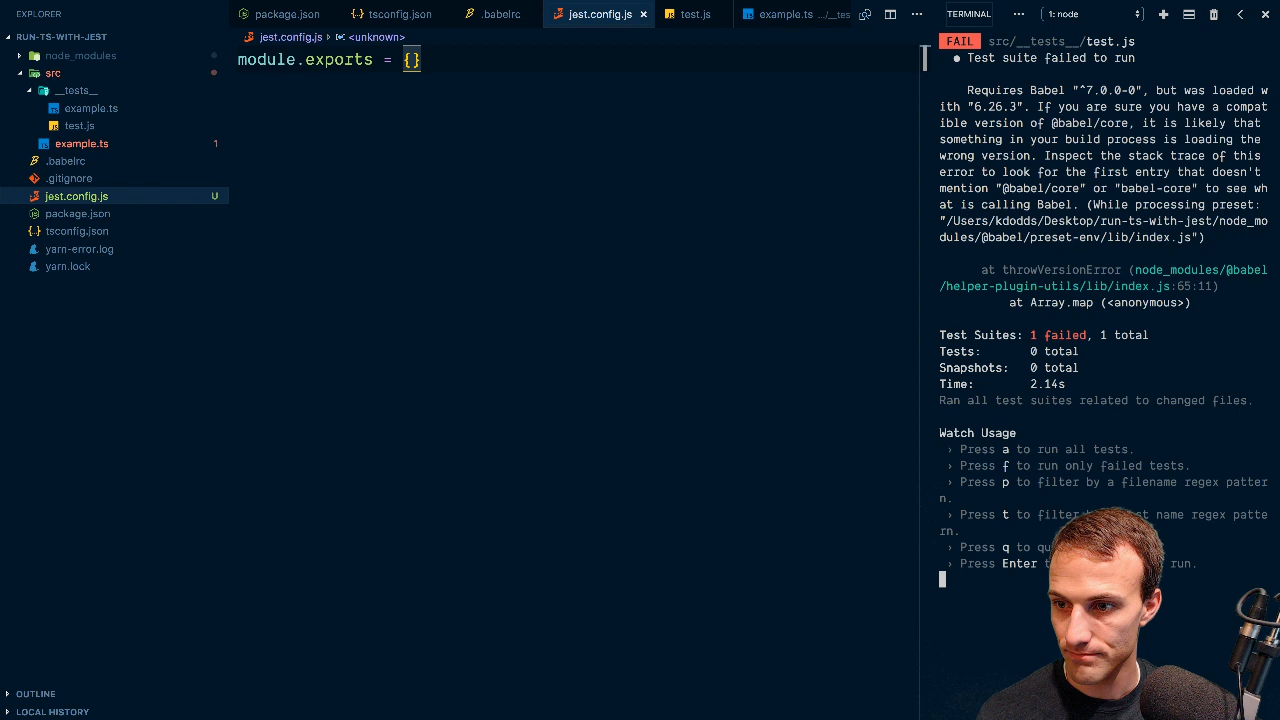 EXPLORER
RUN-TS-WITH-JEST
node_modules
src
__tests__
example.ts
test.js
example.ts 1
.babelrc
.gitignore
jest.config.js U
package.json
tsconfig.json
yarn-error.log
yarn.lock
OUTLINE
LOCAL HISTORY
package.json tsconfig.json .babelrc jest.config.js test.js example.ts .../__tes
jest.config.js <unknown>
module.exports = {}
TERMINAL 1: node
FAIL src/__tests__/test.js
● Test suite failed to run
Requires Babel "^7.0.0-0", but was loaded w
ith "6.26.3". If you are sure you have a compat
ible version of @babel/core, it is likely that
something in your build process is loading the
wrong version. Inspect the stack trace of this
error to look for the first entry that doesn't
mention "@babel/core" or "babel-core" to see wh
at is calling Babel. (While processing preset:
"/Users/kdodds/Desktop/run-ts-with-jest/node_mo
dules/@babel/preset-env/lib/index.js")
at throwVersionError (node_modules/@babel
/helper-plugin-utils/lib/index.js:65:11)
at Array.map (<anonymous>)
Test Suites: 1 failed, 1 total
Tests: 0 total
Snapshots: 0 total
Time: 2.14s
Ran all test suites related to changed files.
Watch Usage
› Press a to run all tests.
› Press f to run only failed tests.
› Press p to filter by a filename regex patter
n.
› Press t to filter name regex patte
rn.
› Press q to
› Press Enter run.